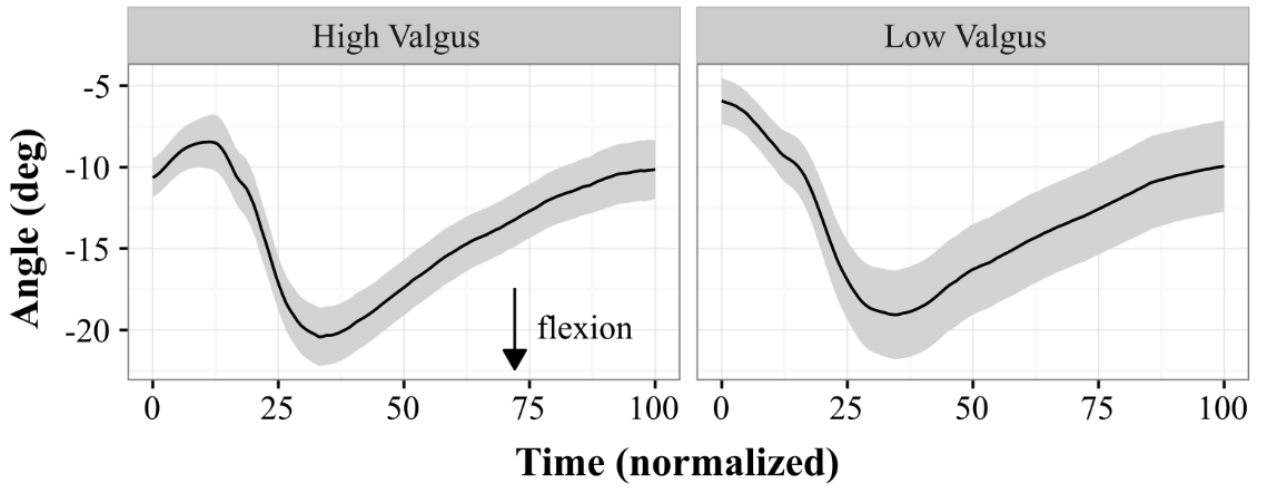 High Valgus
Low Valgus
Angle (deg)
-5
-10
-15
-20
flexion
0 25 50 75 100
0 25 50 75 100
Time (normalized)